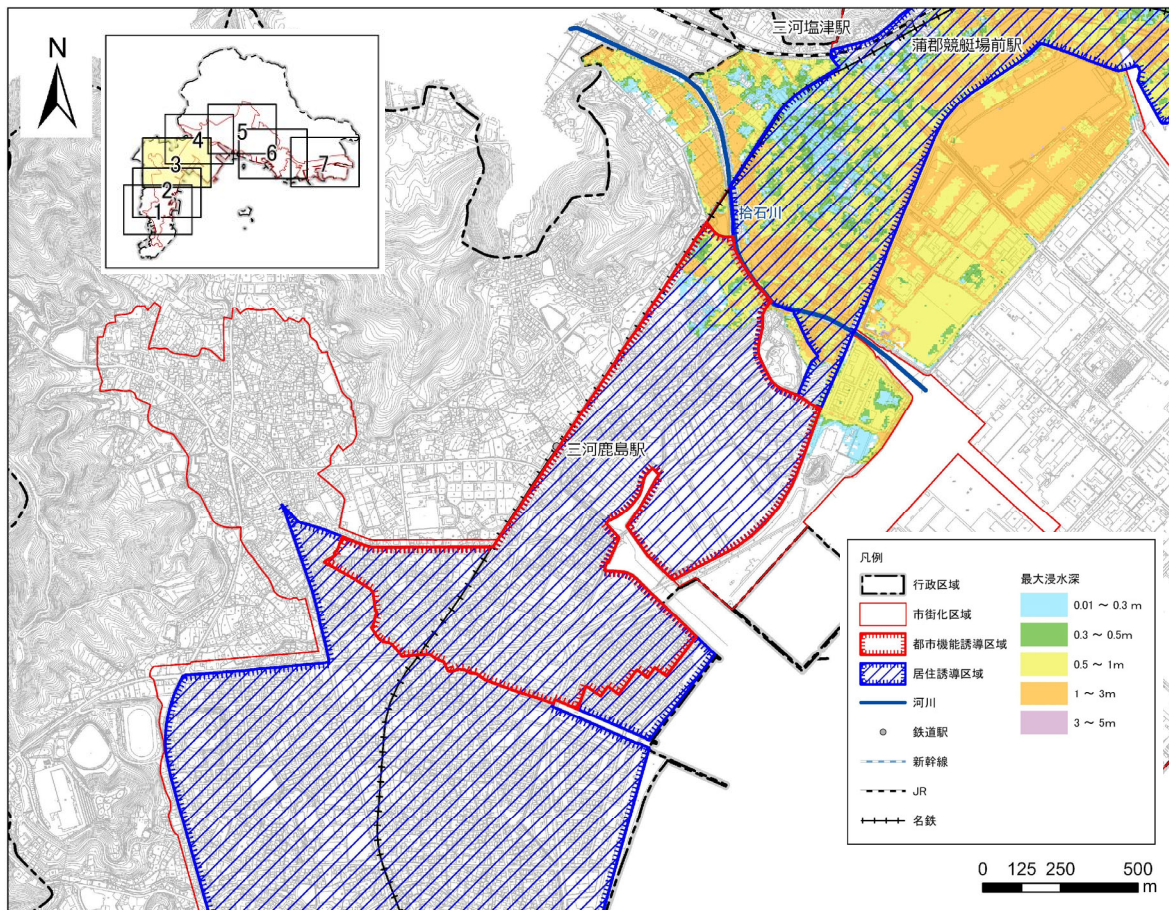 N
4
5
6
3
7
2
1
三河塩津駅
蒲郡競艇場前駅
拾石川
三河鹿島駅
凡例
行政区域
市街化区域
都市機能誘導区域
居住誘導区域
河川
鉄道駅
新幹線
JR
名鉄
最大浸水深
0.01 ～ 0.3 m
0.3 ～ 0.5m
0.5 ～ 1m
1 ～ 3m
3 ～ 5m
0 125 250 500
m